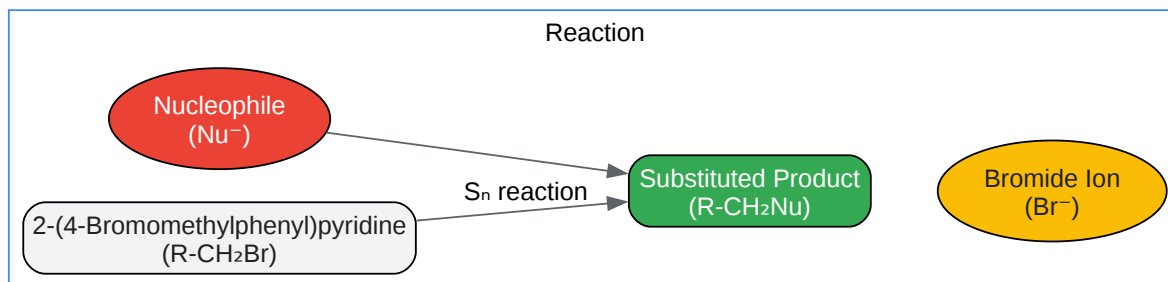 Reaction
Nucleophile
(Nu⁻)
Sₙ reaction
2-(4-Bromomethylphenyl)pyridine
(R-CH₂Br)
Substituted Product
(R-CH₂Nu)
Bromide Ion
(Br⁻)